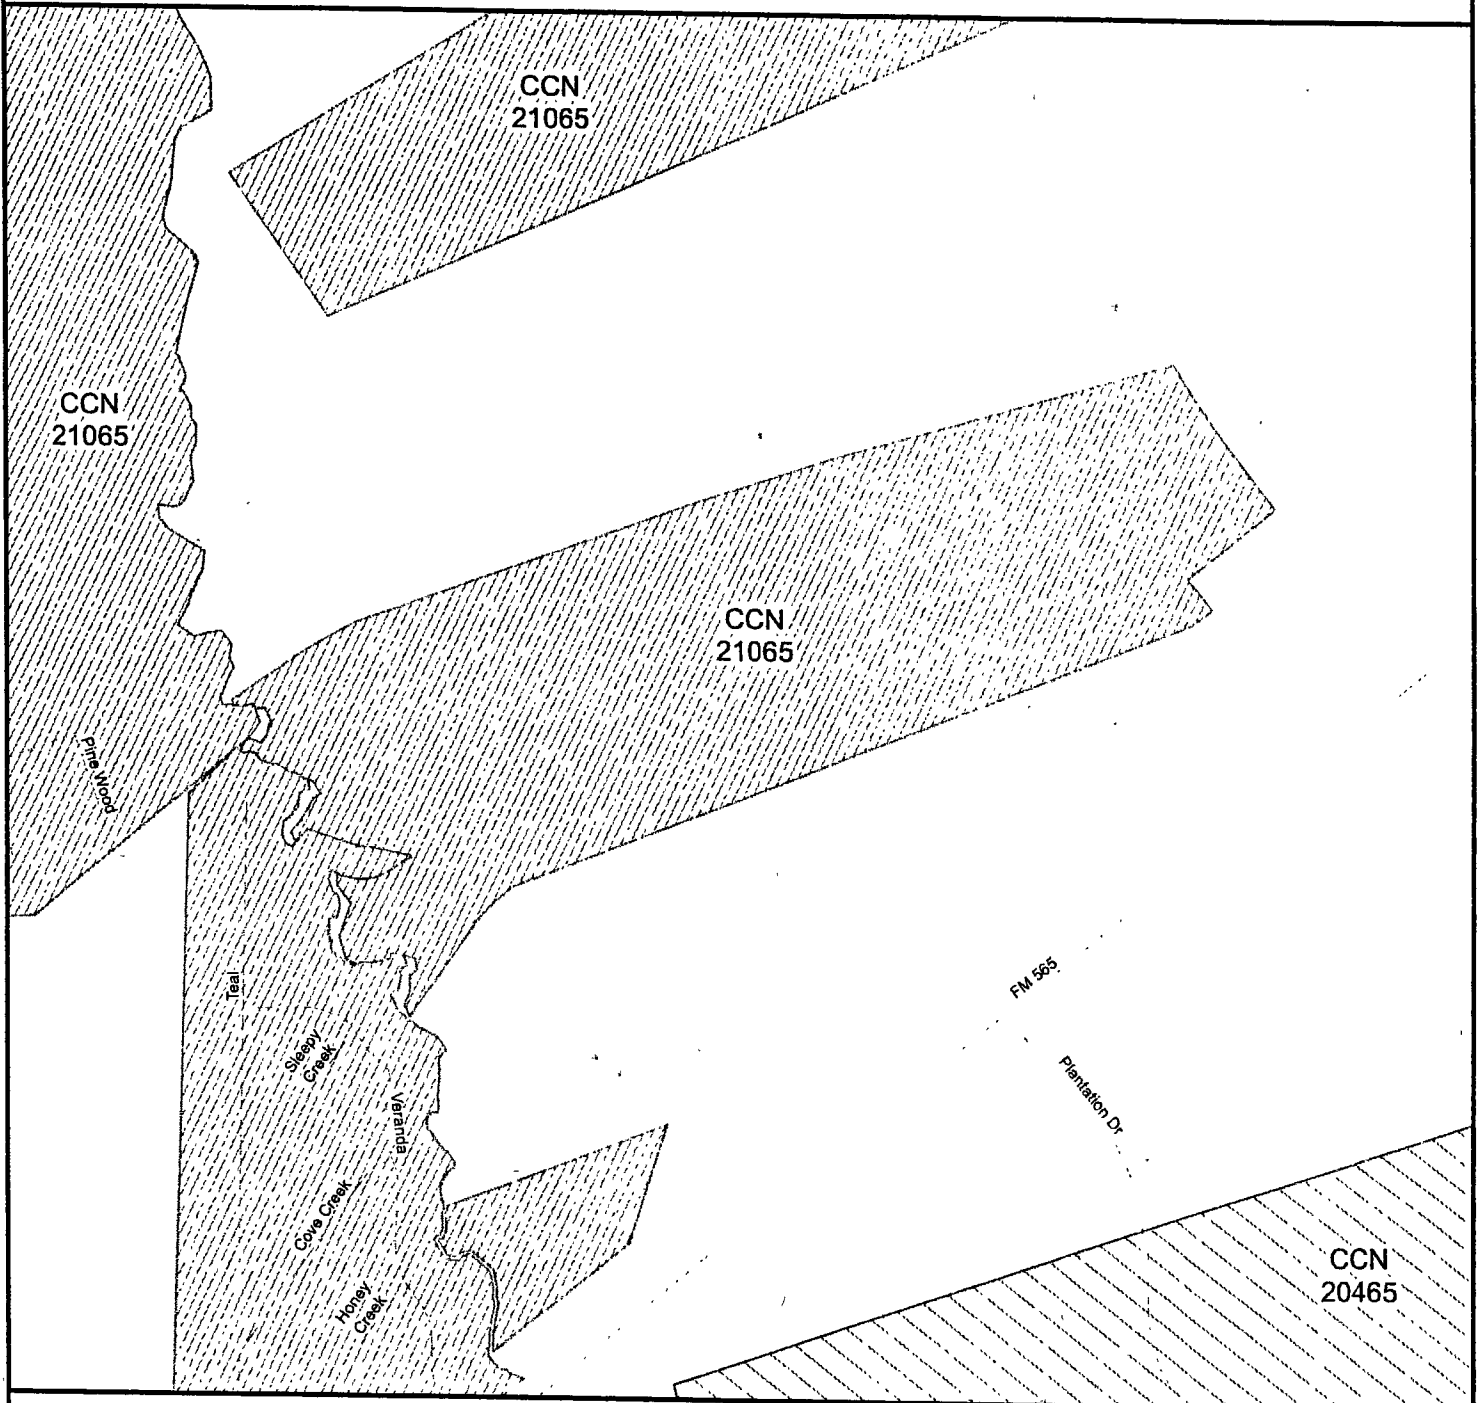 CCN
21065
CCN
21065
CCN
21065
Pine Wood
Teal
Sleepy
Creek
Veranda
Cove Creek
Honey
Creek
FM 565
Plantation Dr
CCN
20465